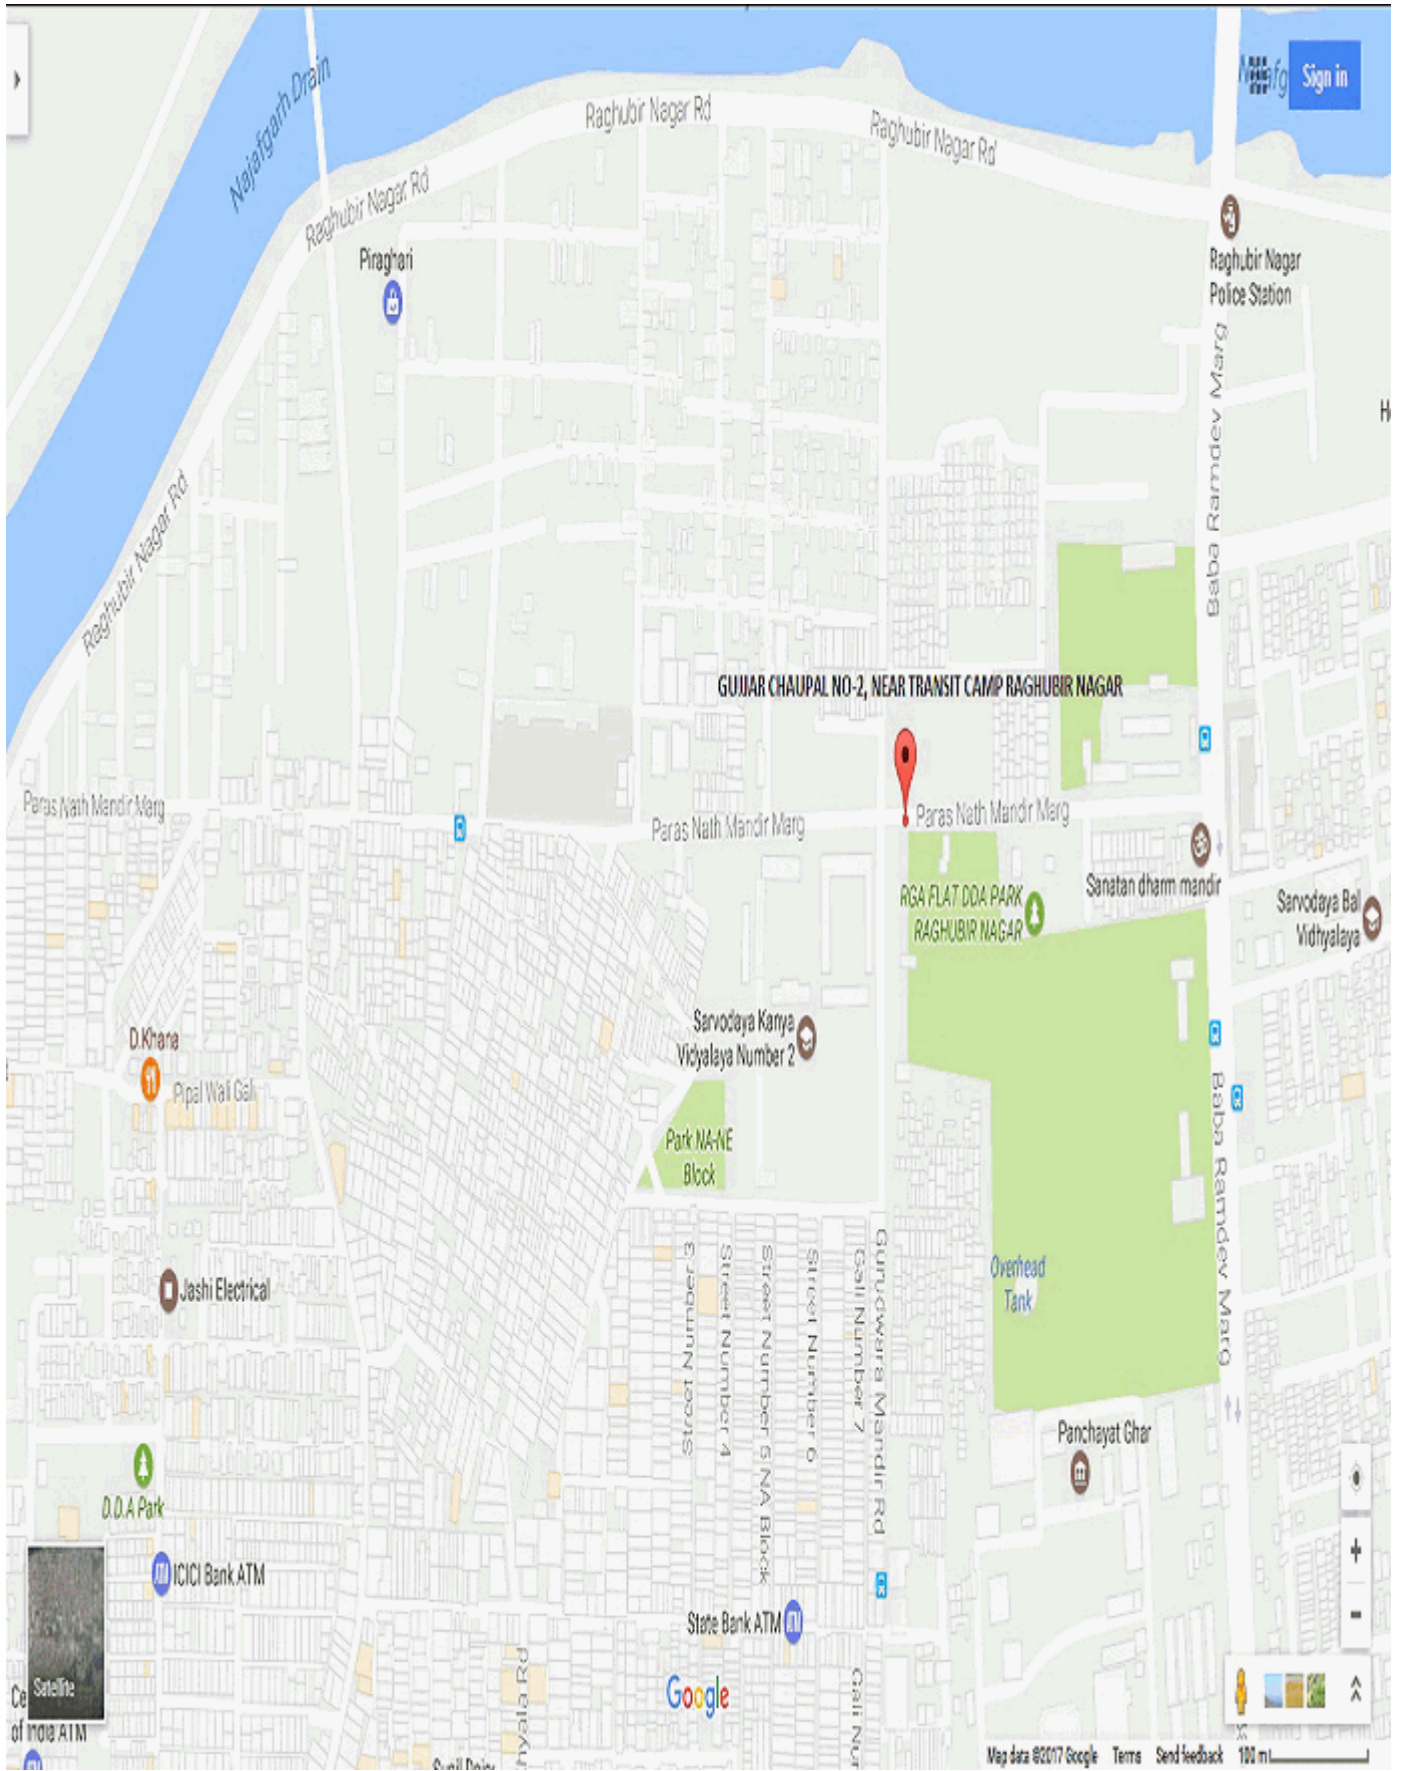 Najafgarh Drain
Sign in
Raghubir Nagar Rd
Raghubir Nagar Rd
Raghubir Nagar Rd
Piraghari
Raghubir Nagar
Police Station
Baba Ramdev Marg
Raghubir Nagar Rd
GUJJAR CHAUPAL NO-2, NEAR TRANSIT CAMP RAGHUBIR NAGAR
Paras Nath Mandir Marg
Paras Nath Mandir Marg
Paras Nath Mandir Marg
Sanatan dharm mandir
RGA FLAT DDA PARK
RAGHUBIR NAGAR
Sarvodaya Bal
Vidhyalaya
Sarvodaya Kanya
Vidyalaya Number 2
D.Khana
Pipal Wali Gali
Park NA-NE
Block
Baba Ramdev Marg
Overhead
Tank
Jashi Electrical
Street Number 3
Street Number 4
Street Number 5 NA Block
Street Number 6
Gali Number 7
Gurudwara Mandir Rd
Panchayat Ghar
D.D.A Park
ICICI Bank ATM
State Bank ATM
Satellite
Google
of India ATM
Map data ©2017 Google Terms Send feedback 100 m